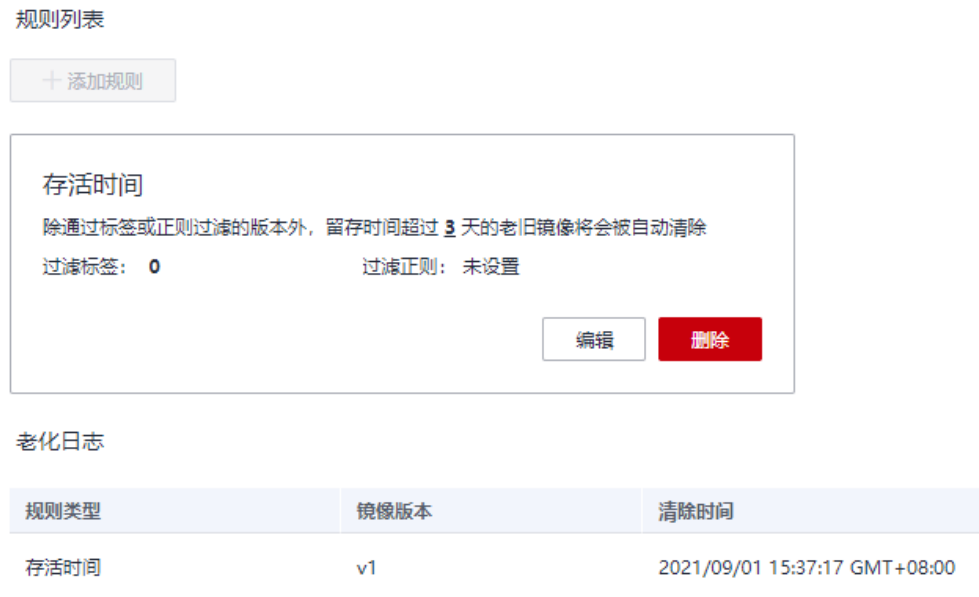 规则列表
添加规则
存活时间
除通过标签或正则过滤的版本外，留存时间超过 3 天的老旧镜像将会被自动清除
过滤标签： 0 过滤正则： 未设置
编辑 删除
老化日志
规则类型 镜像版本 清除时间
存活时间 v1 2021/09/01 15:37:17 GMT+08:00